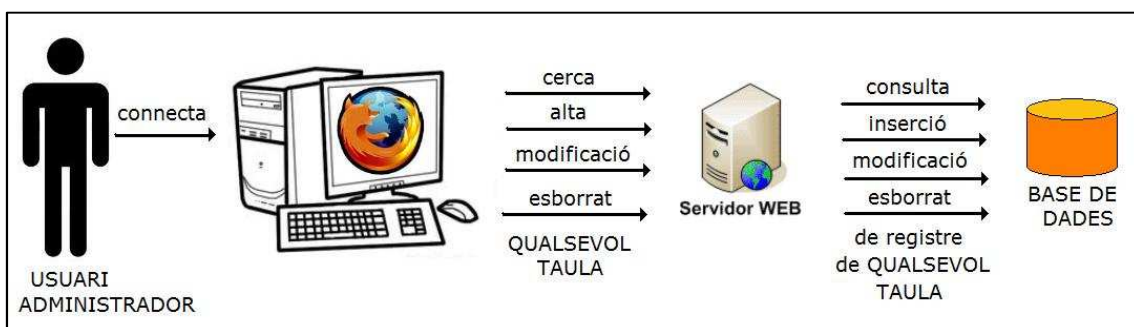 USUARI
ADMINISTRADOR
connecta
cerca
alta
modificació
esborrat
QUALSEVOL
TAULA
Servidor WEB
consulta
inserció
modificació
esborrat
de registre
de QUALSEVOL
TAULA
BASE DE
DADES